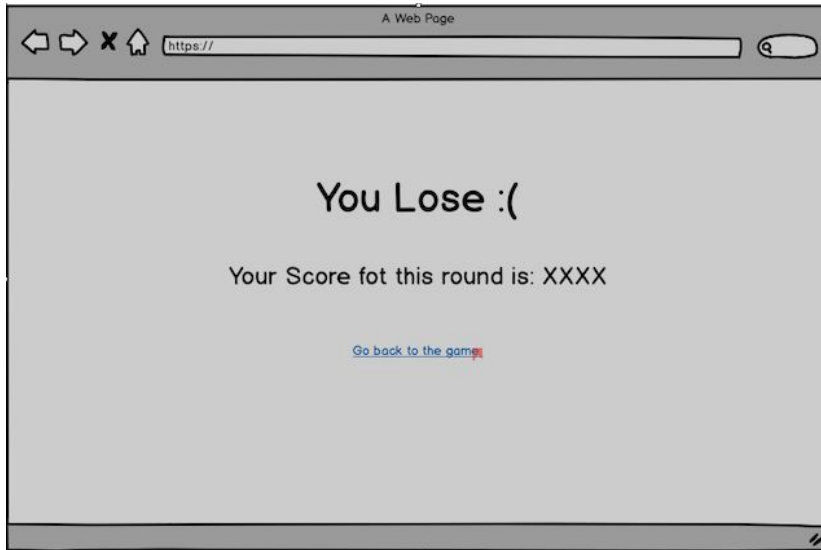 A Web Page
https://
You Lose :(
Your Score fot this round is: XXXX
Go back to the game